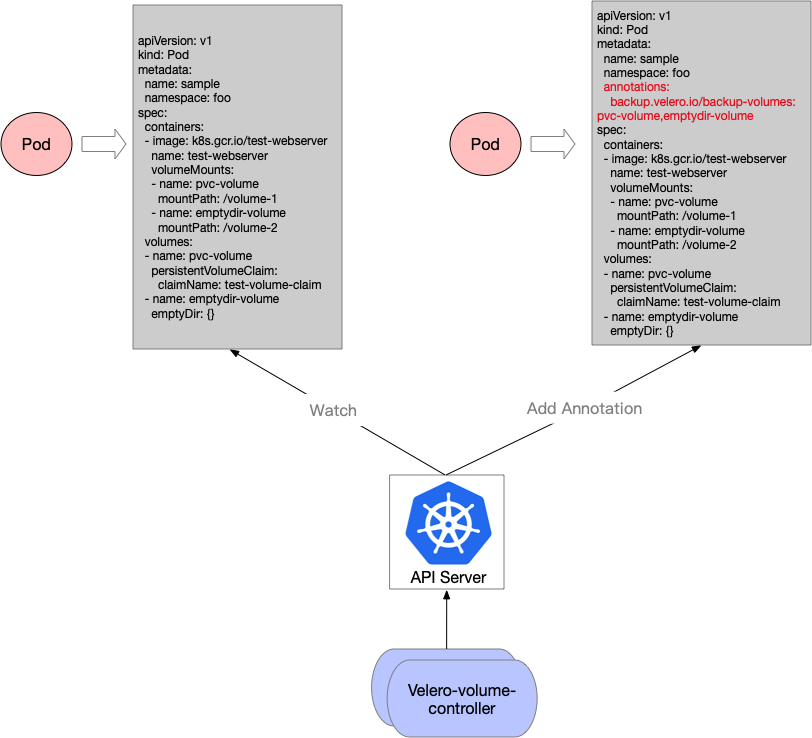 Pod
apiVersion: v1
kind: Pod
metadata:
name: sample
namespace: foo
spec:
containers:
- image: k8s.gcr.io/test-webserver
name: test-webserver
volumeMounts:
- name: pvc-volume
mountPath: /volume-1
- name: emptydir-volume
mountPath: /volume-2
volumes:
- name: pvc-volume
persistentVolumeClaim:
claimName: test-volume-claim
- name: emptydir-volume
emptyDir: {}
Pod
apiVersion: v1
kind: Pod
metadata:
name: sample
namespace: foo
annotations:
backup.velero.io/backup-volumes:
pvc-volume,emptydir-volume
spec:
containers:
- image: k8s.gcr.io/test-webserver
name: test-webserver
volumeMounts:
- name: pvc-volume
mountPath: /volume-1
- name: emptydir-volume
mountPath: /volume-2
volumes:
- name: pvc-volume
persistentVolumeClaim:
claimName: test-volume-claim
- name: emptydir-volume
emptyDir: {}
Watch
Add Annotation
API Server
Velero-volume-
controller